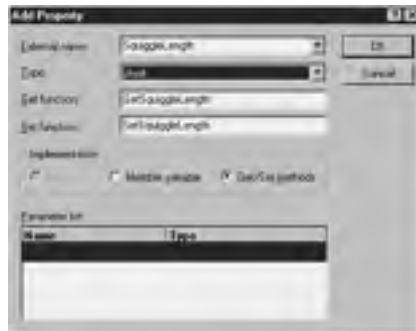 Add Property
External name: SquiggleLength OK
Type: short Cancel
Get function: GetSquiggleLength
Set function: SetSquiggleLength
Implementation
Member variable Get/Set methods
Parameter list:
Name Type